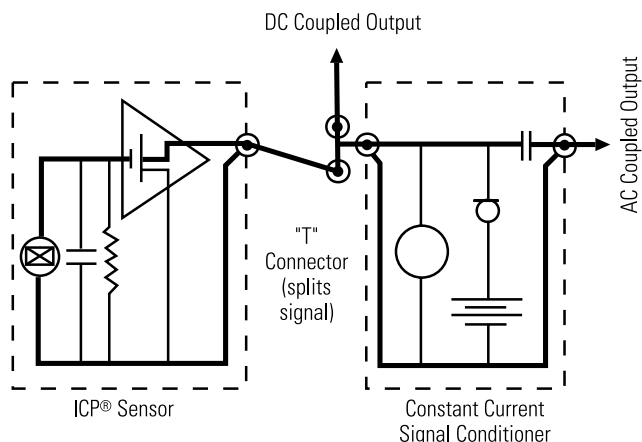 DC Coupled Output
AC Coupled Output
"T"
Connector
(splits
signal)
ICP® Sensor
Constant Current
Signal Conditioner